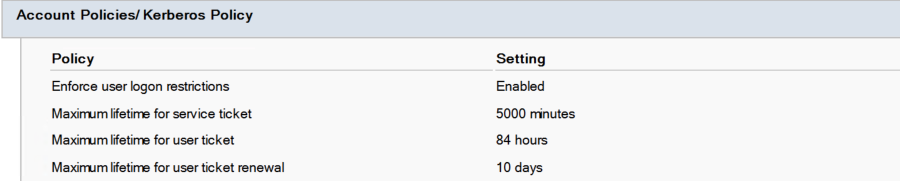 Account Policies/ Kerberos Policy
Policy Setting
Enforce user logon restrictions Enabled
Maximum lifetime for service ticket 5000 minutes
Maximum lifetime for user ticket 84 hours
Maximum lifetime for user ticket renewal 10 days